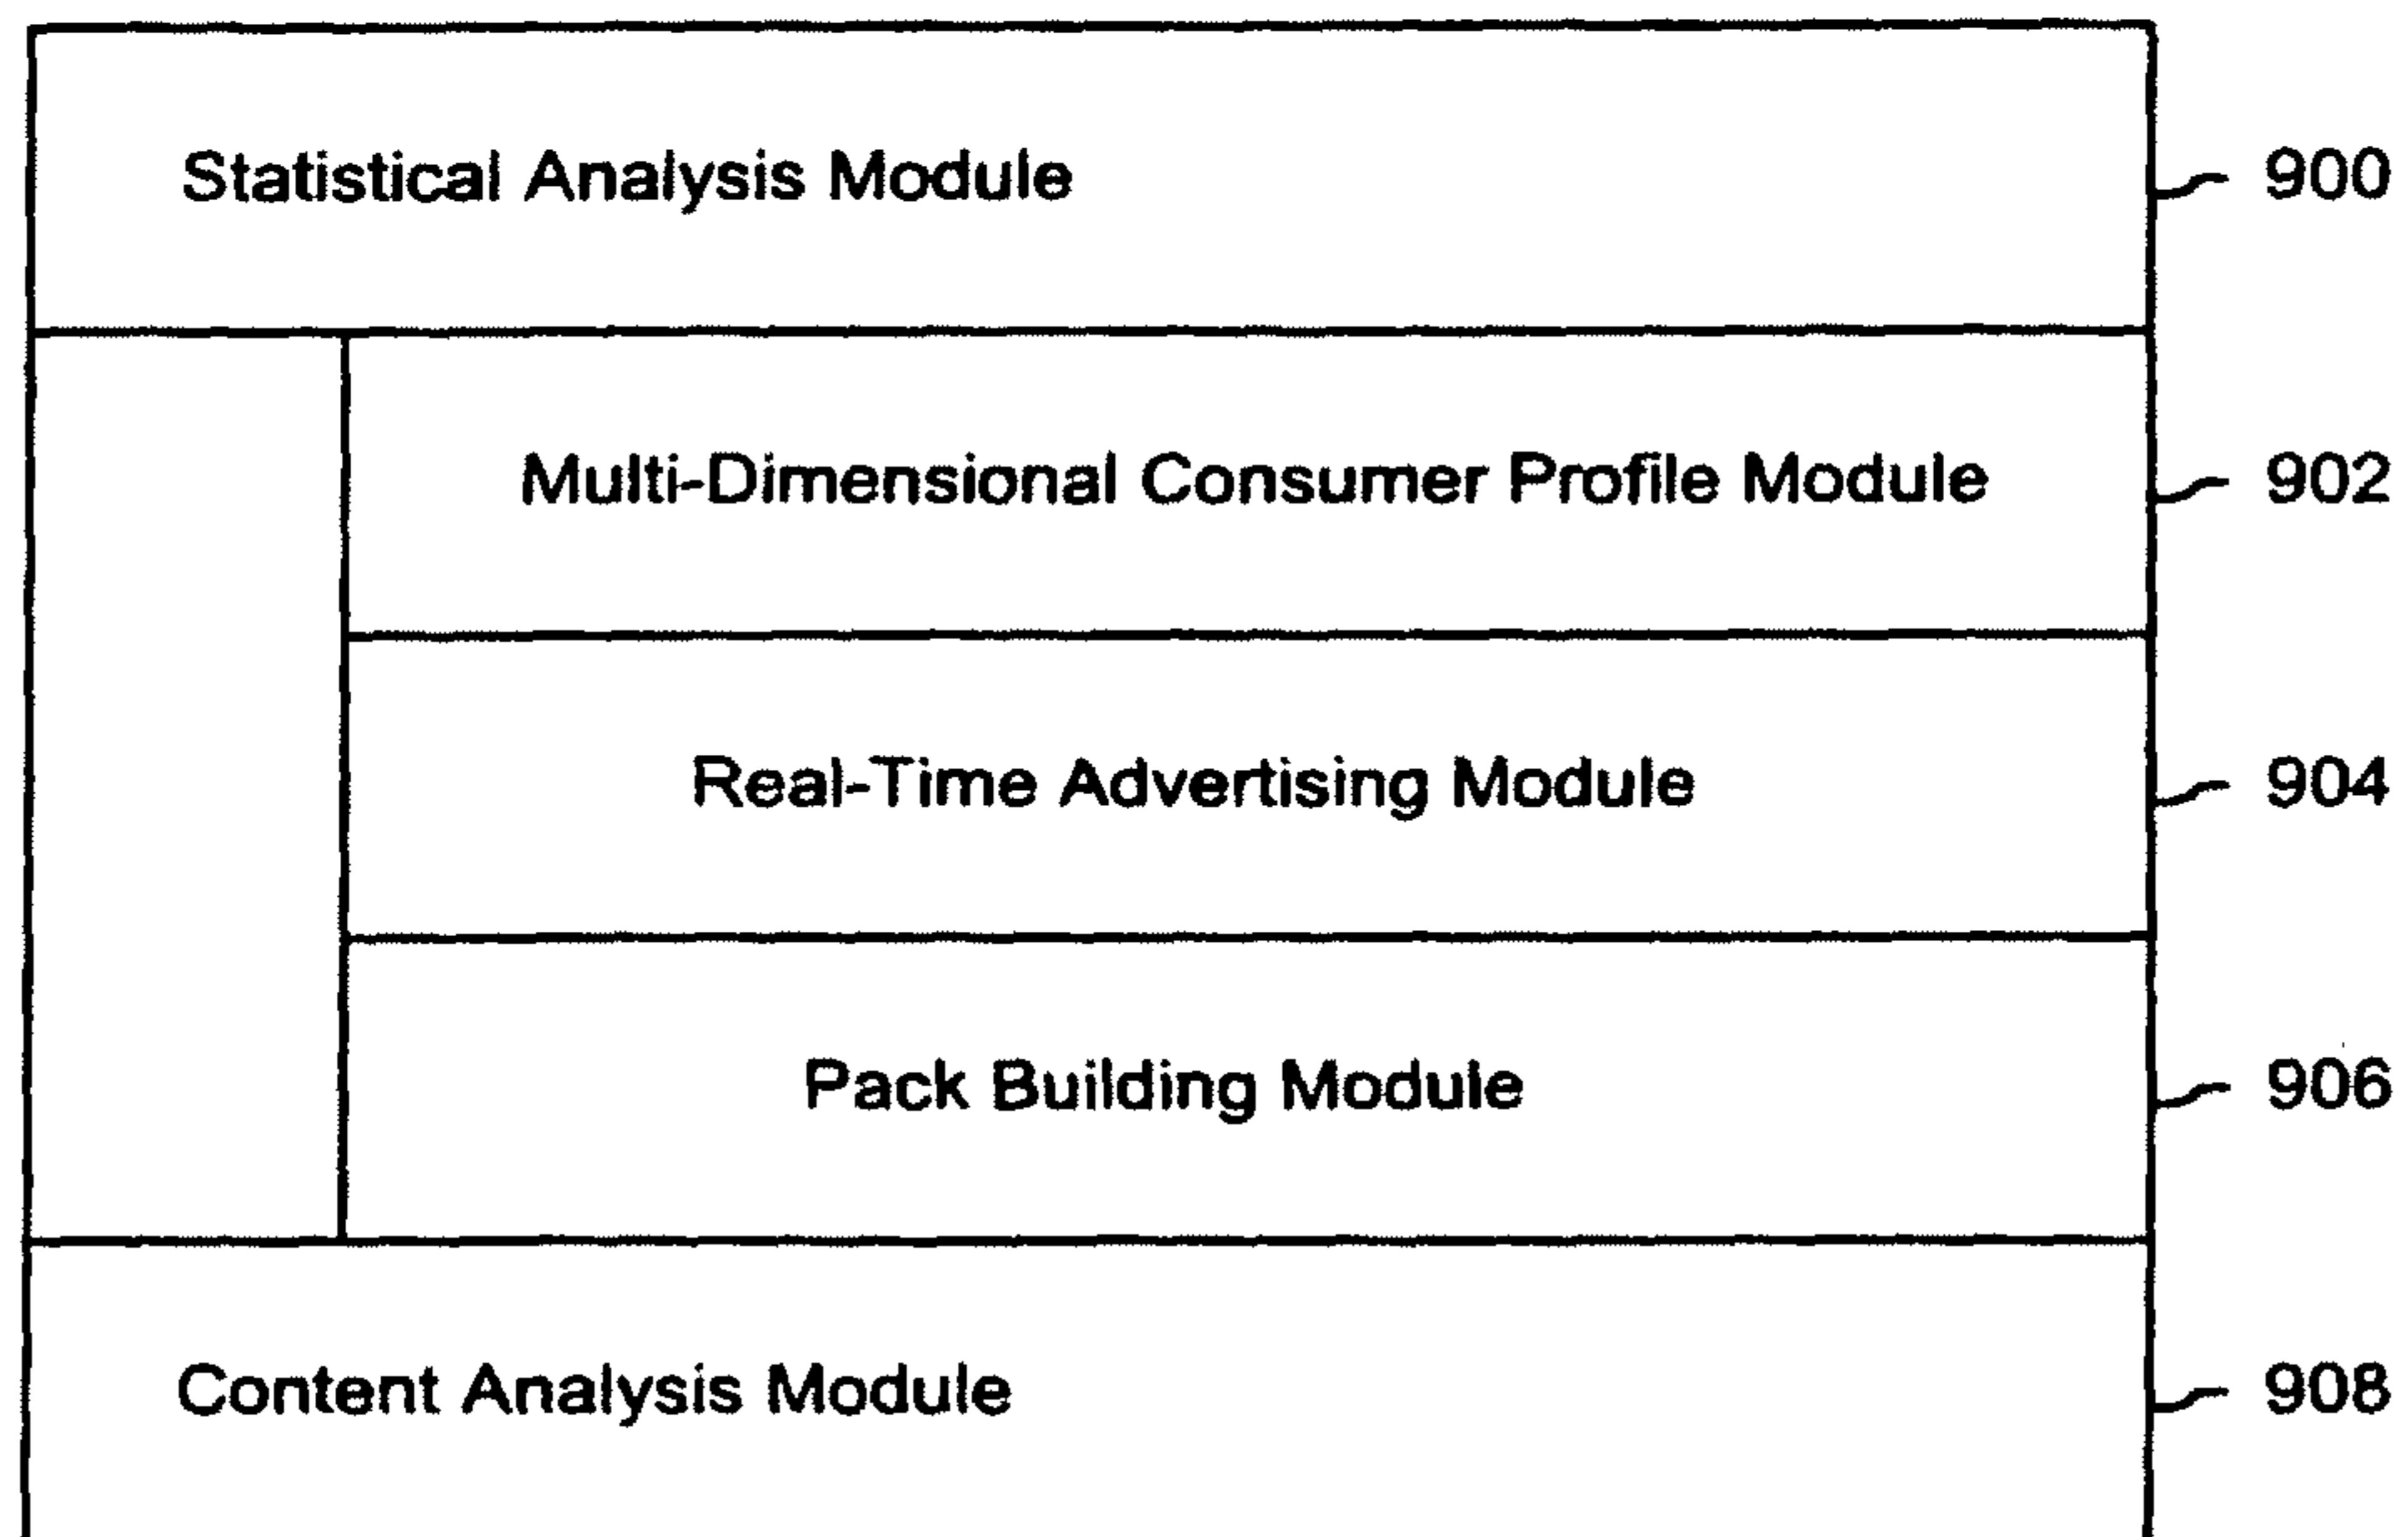 Statistical Analysis Module 900
Multi-Dimensional Consumer Profile Module 902
Real-Time Advertising Module 904
Pack Building Module 906
Content Analysis Module 908